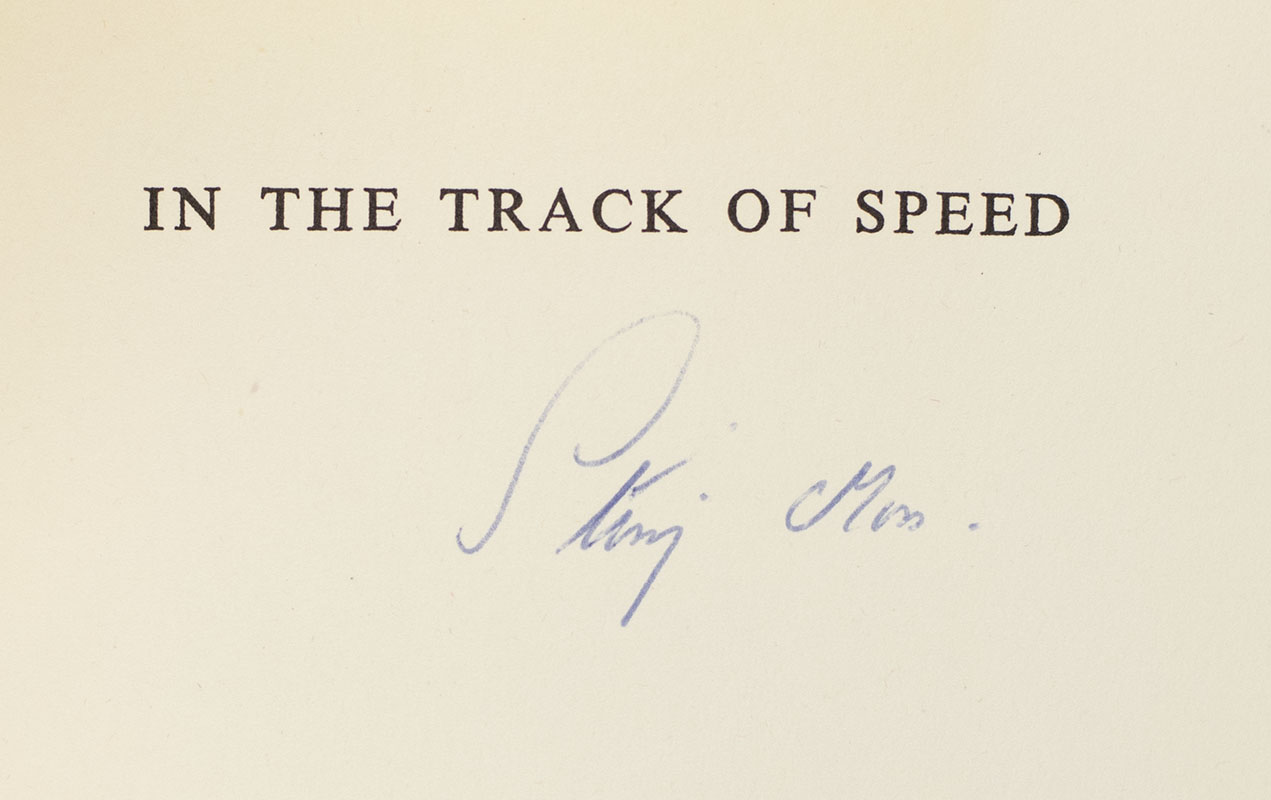 IN THE TRACK OF SPEED
Stirling Moss.